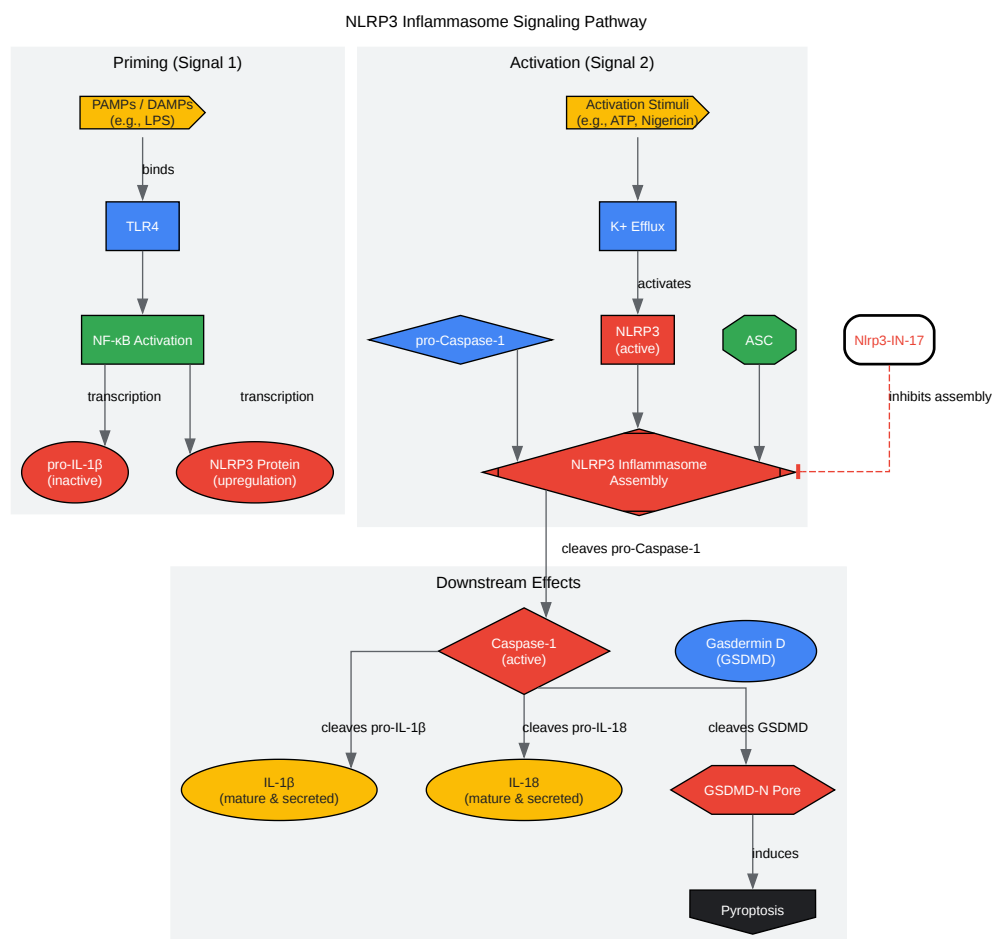 NLRP3 Inflammasome Signaling Pathway
Priming (Signal 1)
PAMPs / DAMPs
(e.g., LPS)
binds
TLR4
NF-κB Activation
transcription
transcription
pro-IL-1β
(inactive)
NLRP3 Protein
(upregulation)
Activation (Signal 2)
Activation Stimuli
(e.g., ATP, Nigericin)
K+ Efflux
activates
pro-Caspase-1
NLRP3
(active)
ASC
Nlrp3-IN-17
inhibits assembly
NLRP3 Inflammasome
Assembly
cleaves pro-Caspase-1
Downstream Effects
Caspase-1
(active)
Gasdermin D
(GSDMD)
cleaves pro-IL-1β
cleaves pro-IL-18
cleaves GSDMD
IL-1β
(mature & secreted)
IL-18
(mature & secreted)
GSDMD-N Pore
induces
Pyroptosis